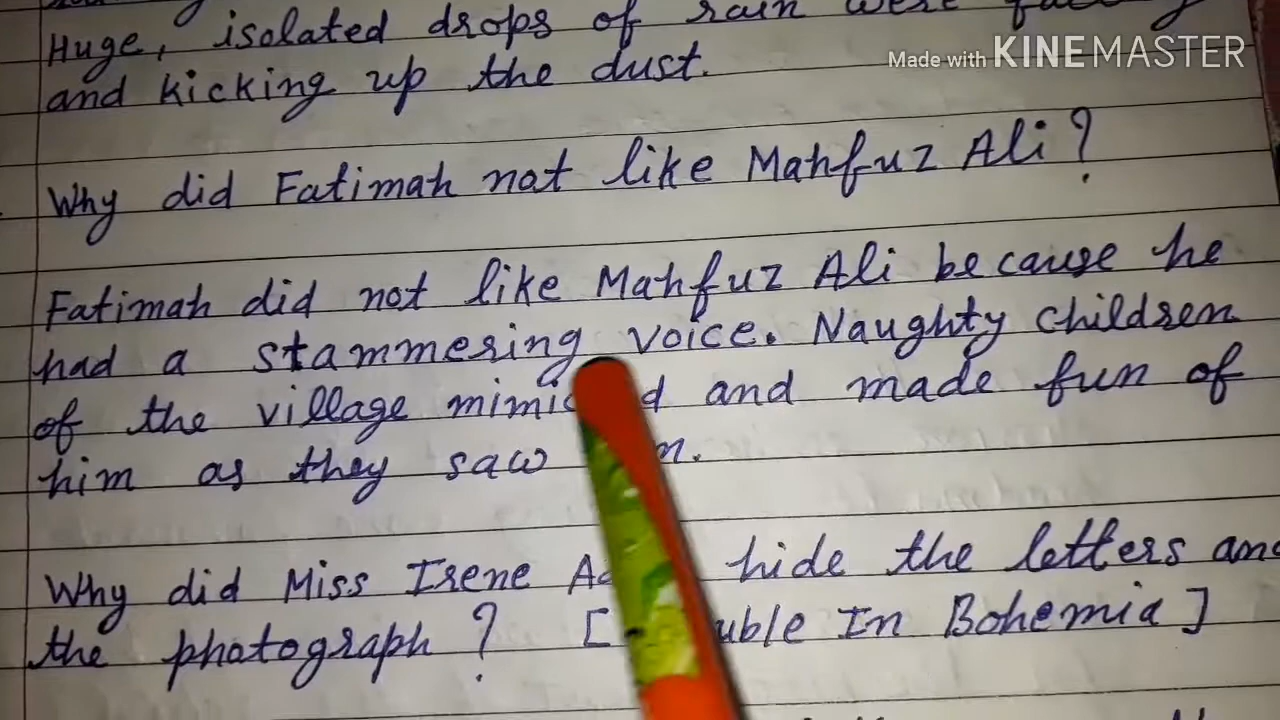 Huge, isolated drops of rain were
and kicking up the dust.
Made with KINEMASTER
Why did Fatimah not like Mahfuz Ali?
Fatimah did not like Mahfuz Ali because he
had a stammering voice. Naughty children
of the village and made fun of
him as they saw
Why did Miss Irene hide the letters and
the photograph? [ In Bohemia]